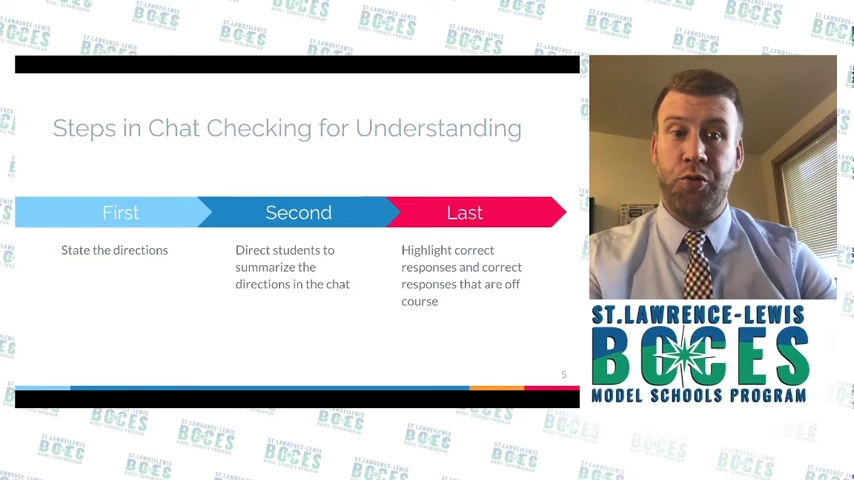 Steps in Chat Checking for Understanding
First
Second
Last
State the directions
Direct students to
summarize the
directions in the chat
Highlight correct
responses and correct
responses that are off
course
5
ST.LAWRENCE-LEWIS
BOCES
MODEL SCHOOLS PROGRAM